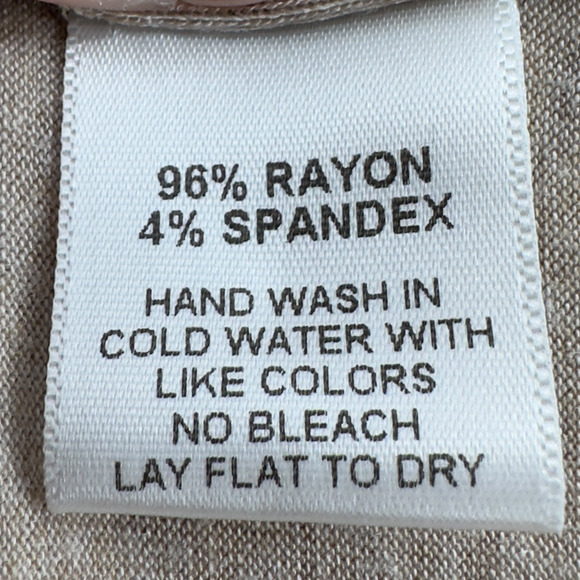 96% RAYON
4% SPANDEX
HAND WASH IN
COLD WATER WITH
LIKE COLORS
NO BLEACH
LAY FLAT TO DRY